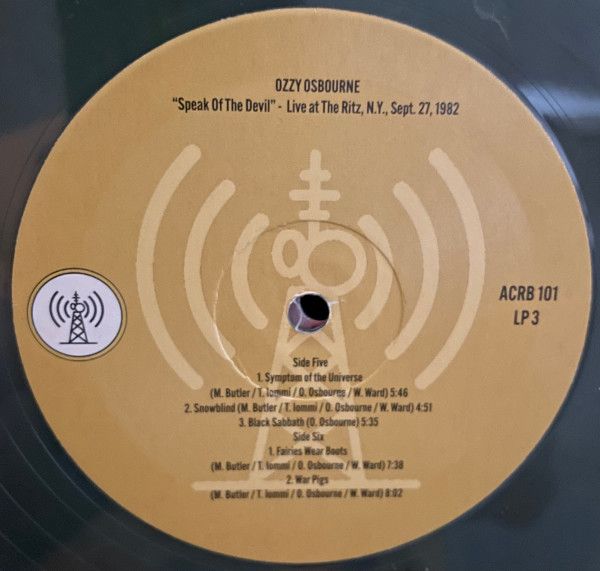 OZZY OSBOURNE
"Speak Of The Devil" - Live at The Ritz, N.Y., Sept. 27, 1982
ACRB 101
LP 3
Side Five
1. Symptom of the Universe
(M. Butler / T. Iommi / O. Osbourne / W. Ward) 5:46
2. Snowblind (M. Butler / T. Iommi / O. Osbourne / W. Ward) 4:51
3. Black Sabbath (O. Osbourne) 5:35
Side Six
1. Fairies Wear Boots
(M. Butler / T. Iommi / O. Osbourne / W. Ward) 7:38
2. War Pigs
(M. Butler / T. Iommi / O. Osbourne / W. Ward) 8:02